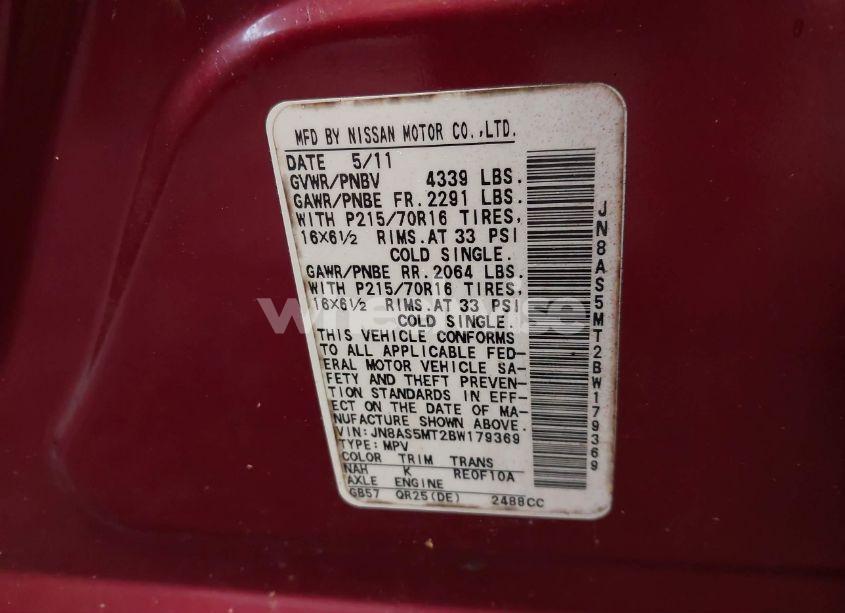 MFD BY NISSAN MOTOR CO.,LTD.
DATE 5/11
GVWR/PNBV 4339 LBS.
GAWR/PNBE FR.2291 LBS.
WITH P215/70R16 TIRES,
16X6½ RIMS.AT 33 PSI
COLD SINGLE.
GAWR/PNBE RR.2064 LBS.
WITH P215/70R16 TIRES,
16X6½ RIMS.AT 33 PSI
COLD SINGLE.
THIS VEHICLE CONFORMS
TO ALL APPLICABLE FED-
ERAL MOTOR VEHICLE SA-
FETY AND THEFT PREVEN-
TION STANDARDS IN EFF-
ECT ON THE DATE OF MA-
NUFACTURE SHOWN ABOVE.
VIN:JN8AS5MT2BW179369
TYPE:MPV
COLOR TRIM TRANS
NAH K RE0F10A
AXLE ENGINE
GB57 QR25(DE) 2488CC
JN8AS5MT2BW179369